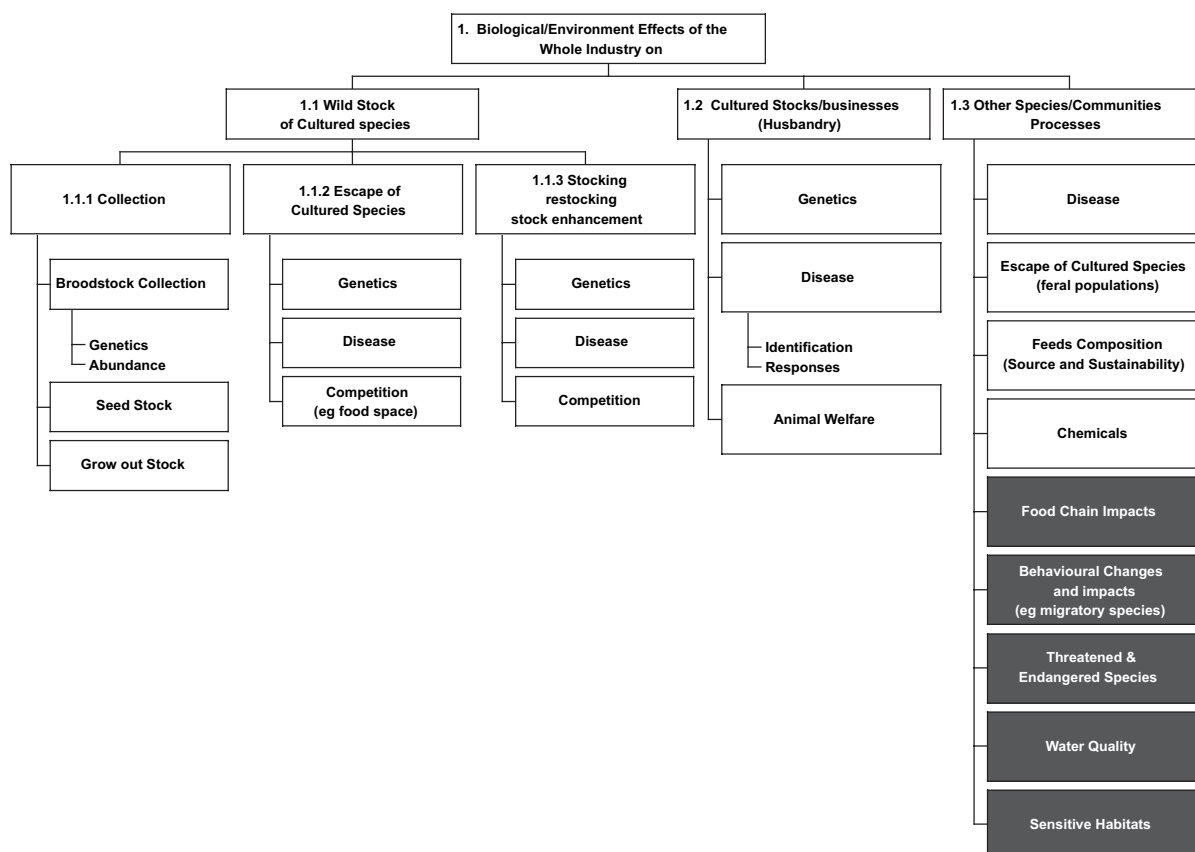 1. Biological/Environment Effects of the
Whole Industry on
1.1 Wild Stock
of Cultured species
1.2 Cultured Stocks/businesses
(Husbandry)
1.3 Other Species/Communities
Processes
1.1.1 Collection
1.1.2 Escape of
Cultured Species
1.1.3 Stocking
restocking
stock enhancement
Broodstock Collection
Genetics
Abundance
Seed Stock
Grow out Stock
Genetics
Disease
Competition
(eg food space)
Genetics
Disease
Competition
Genetics
Disease
Identification
Responses
Animal Welfare
Disease
Escape of Cultured Species
(feral populations)
Feeds Composition
(Source and Sustainability)
Chemicals
Food Chain Impacts
Behavioural Changes
and impacts
(eg migratory species)
Threatened &
Endangered Species
Water Quality
Sensitive Habitats